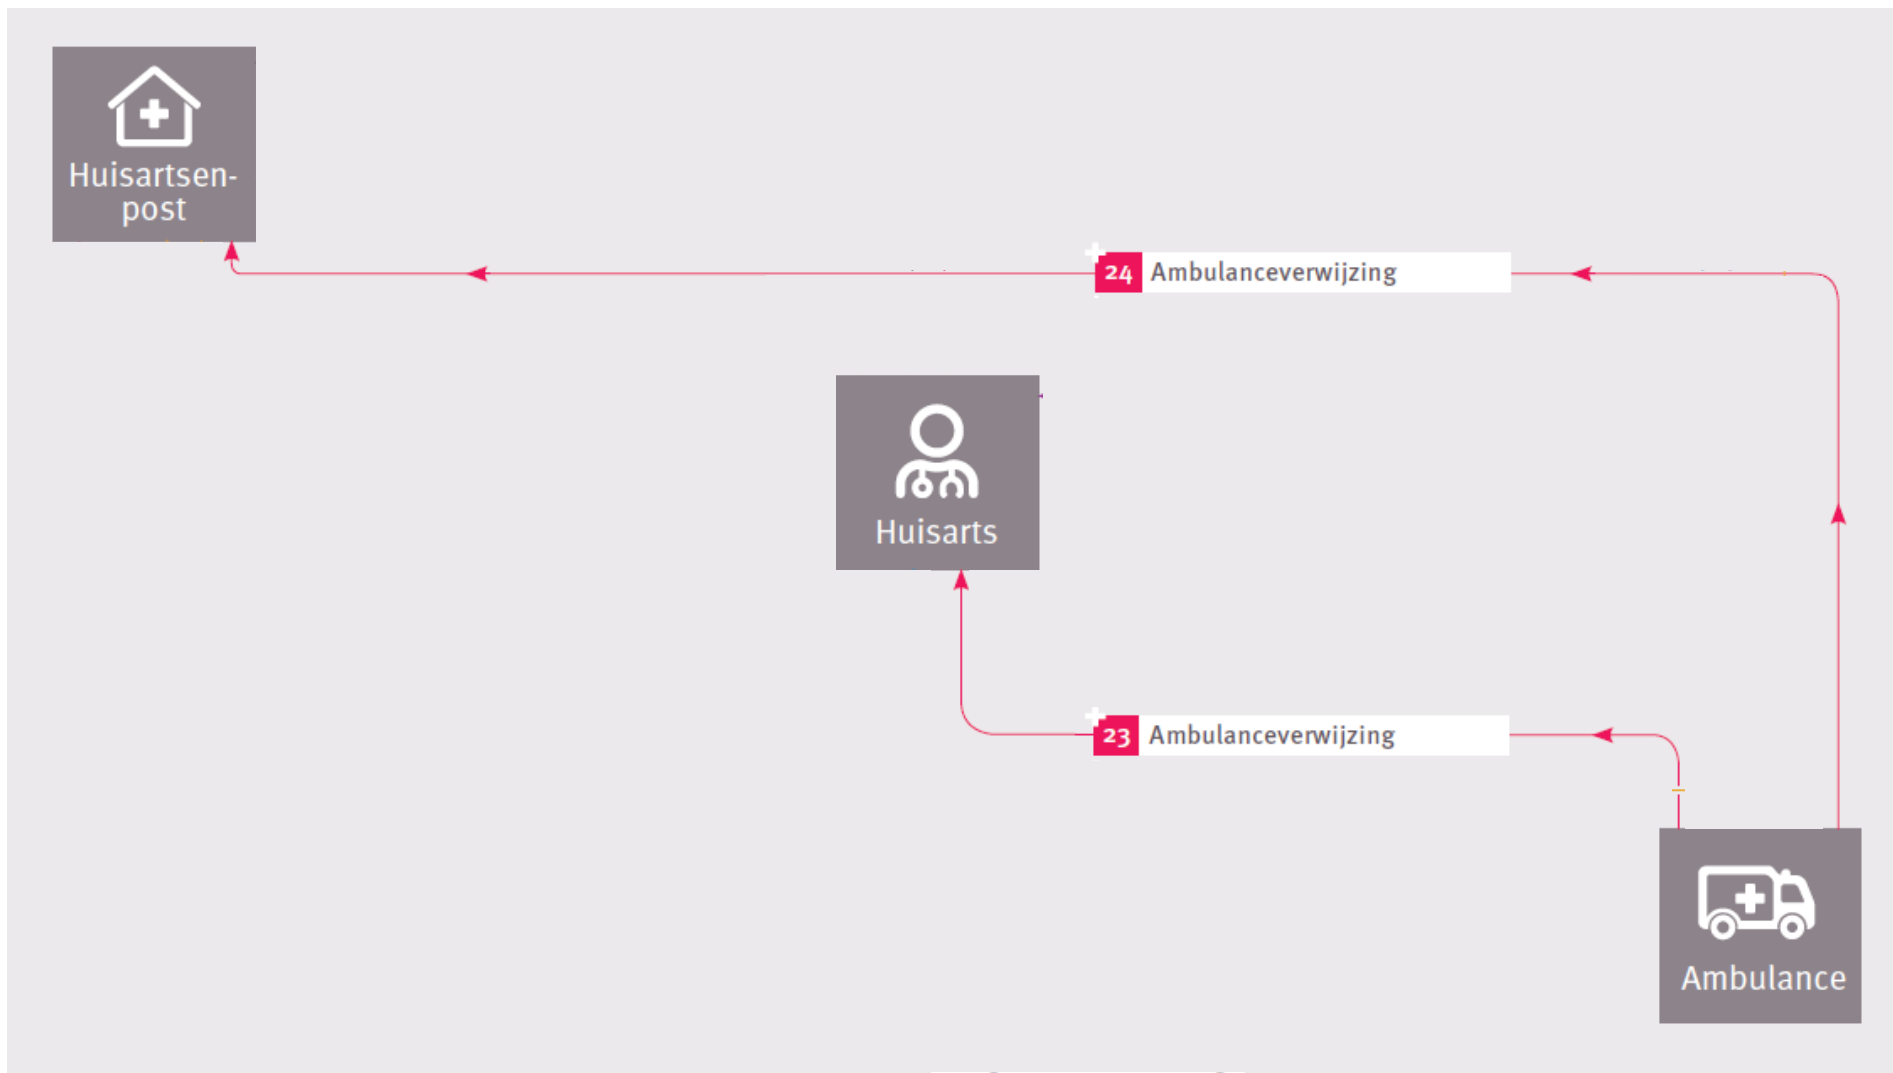 Huisartsen-
post
24 Ambulanceverwijzing
Huisarts
23 Ambulanceverwijzing
Ambulance